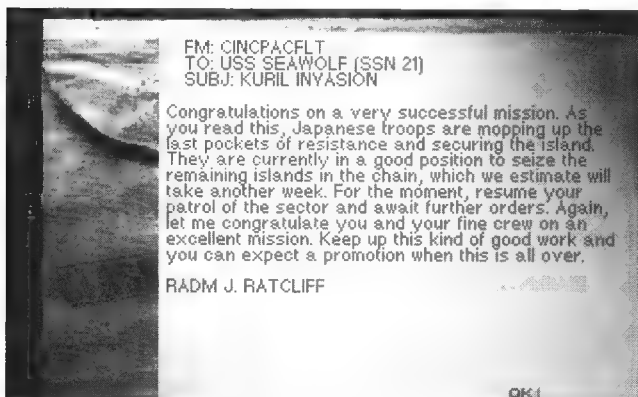 FM: CINCPACFLT
TO: USS SEAWOLF (SSN 21)
SUBJ: KURIL INVASION
Congratulations on a very successful mission. As
you read this, Japanese troops are mopping up the
last pockets of resistance and securing the island.
They are currently in a good position to seize the
remaining islands in the chain, which we estimate will
take another week. For the moment, resume your
patrol of the sector and await further orders. Again,
let me congratulate you and your fine crew on an
excellent mission. Keep up this kind of good work and
you can expect a promotion when this is all over.
RADM J. RATCLIFF